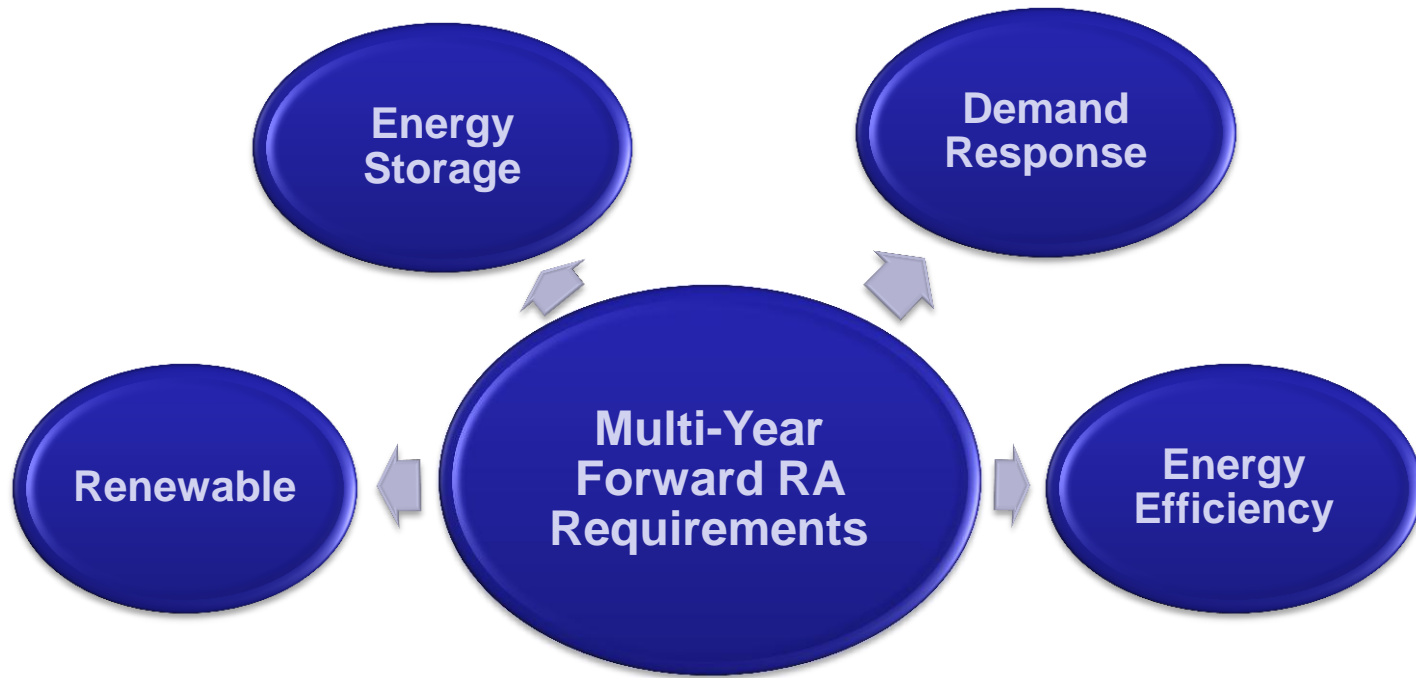 Energy
Storage
Demand
Response
Renewable
Multi-Year
Forward RA
Requirements
Energy
Efficiency